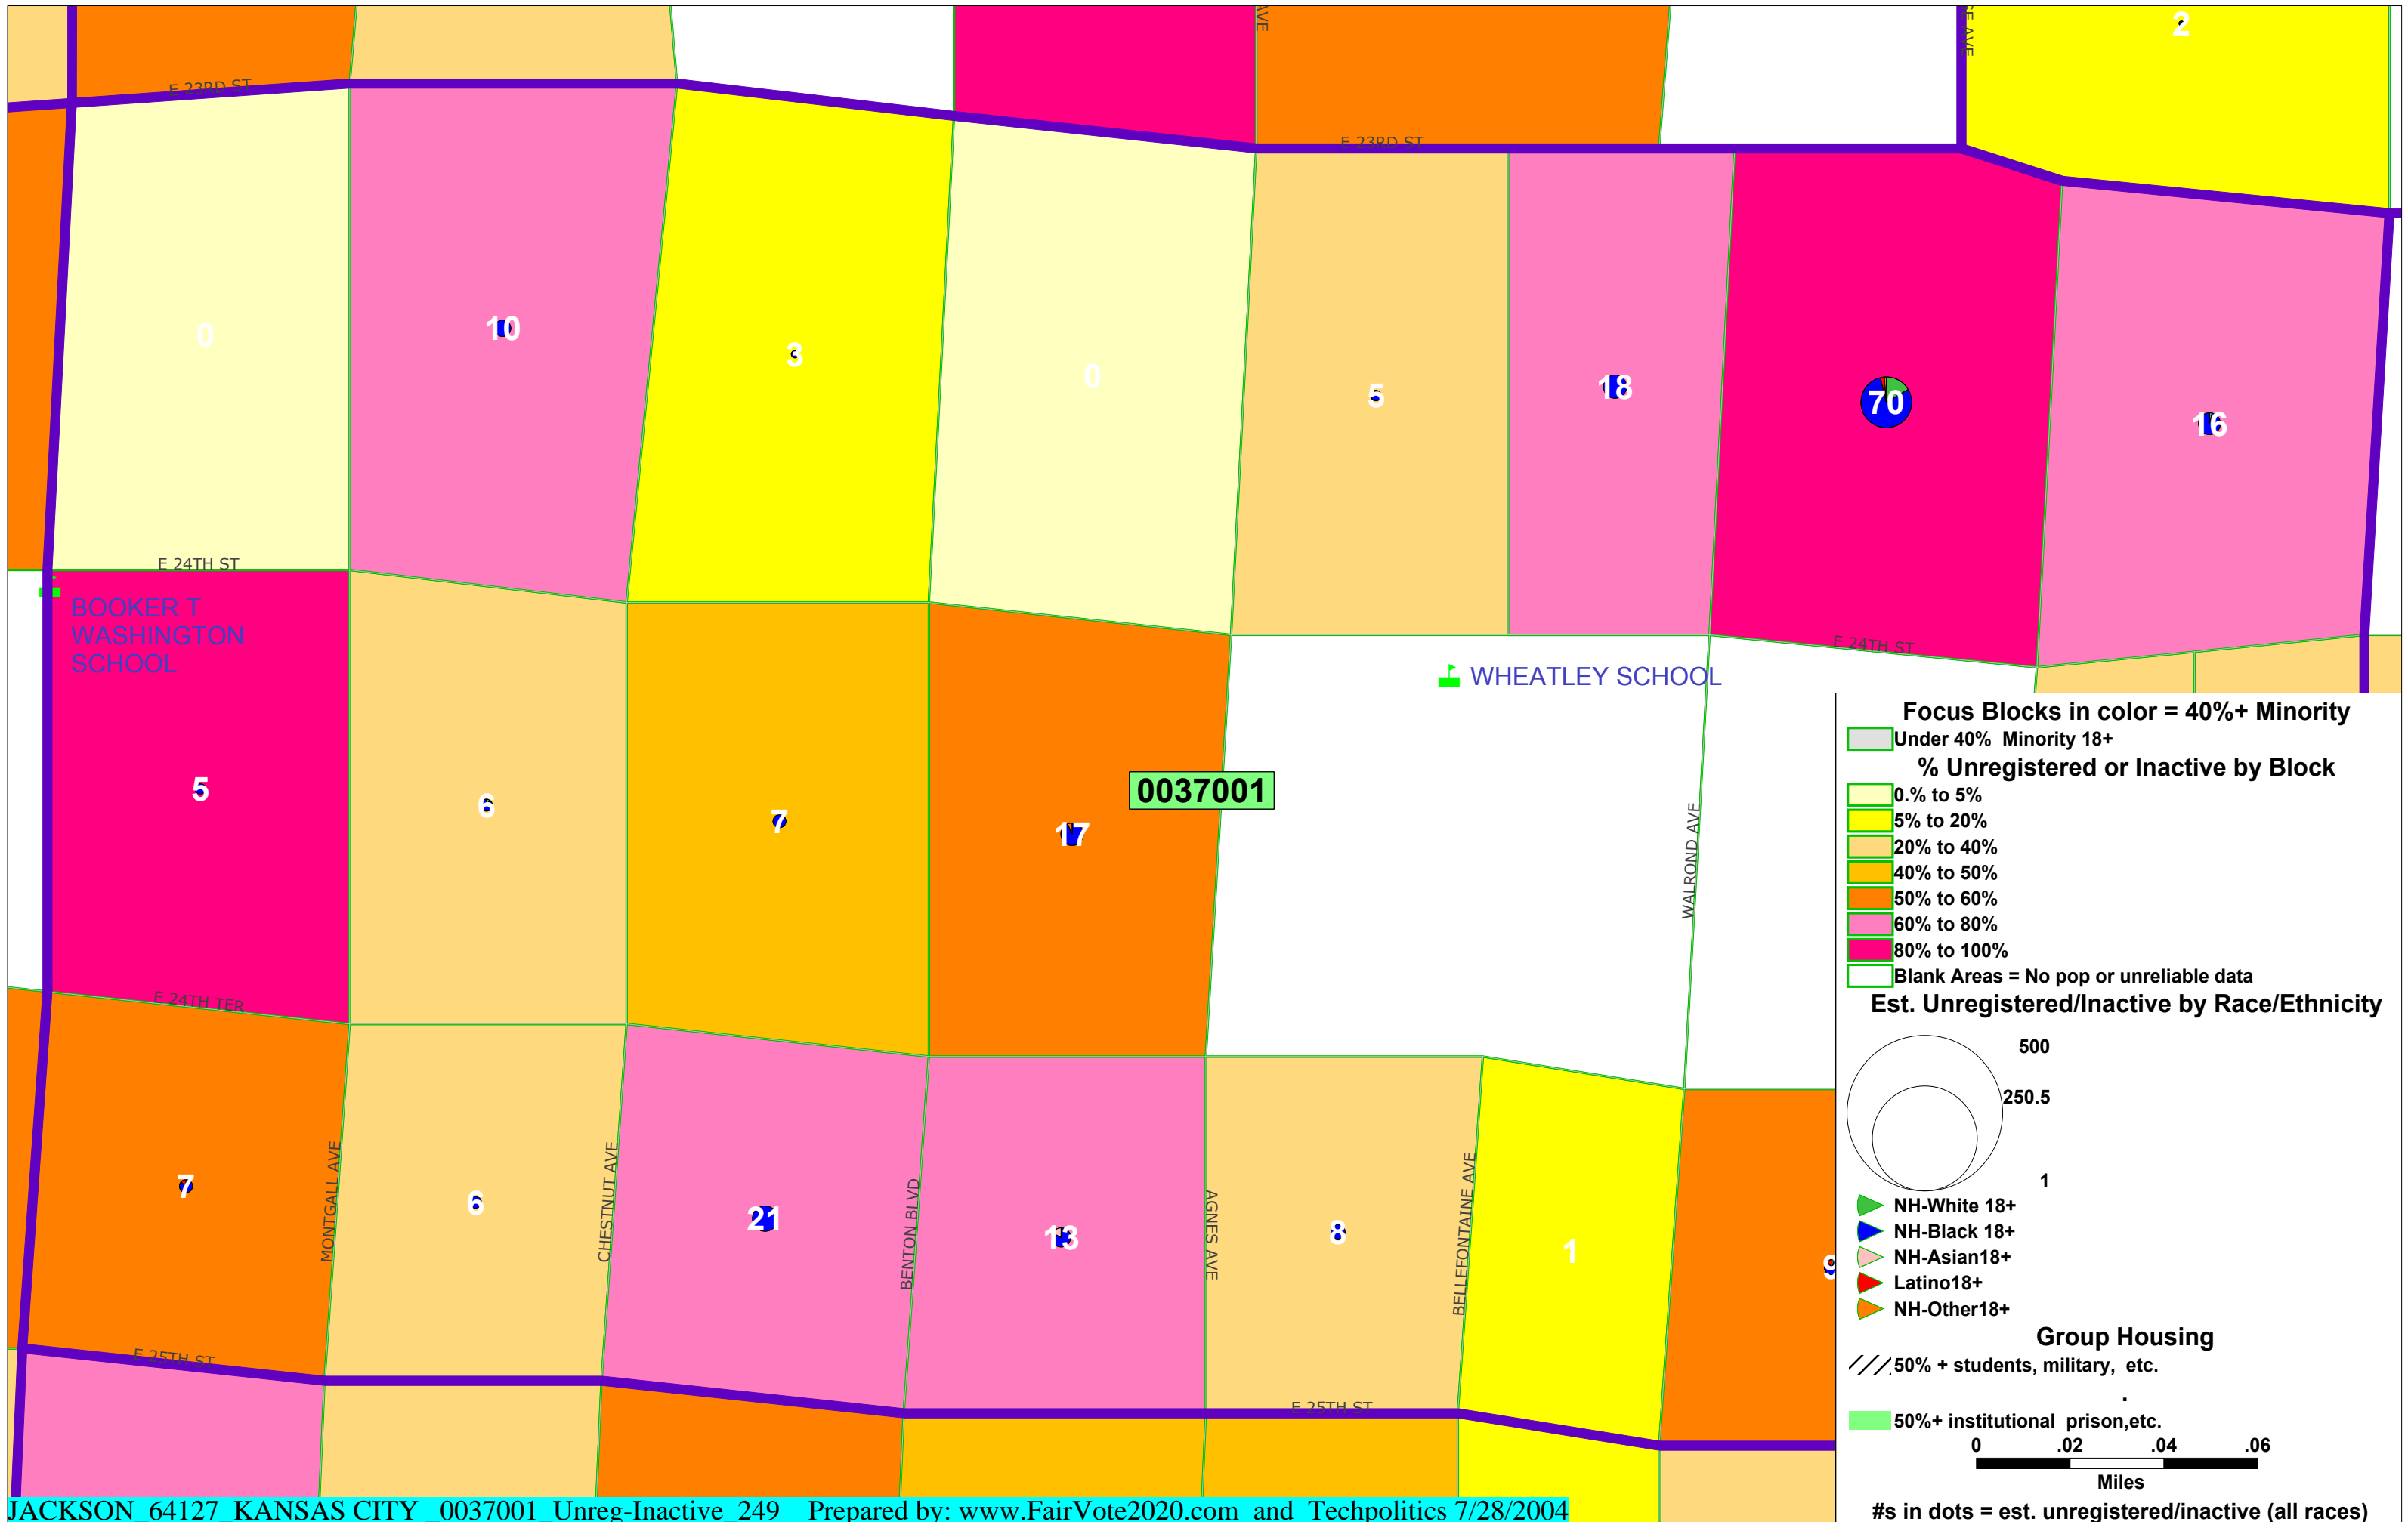 AVE
E AVE
2
E 23RD ST
E 23RD ST
0
10
3
0
5
18
70
16
E 24TH ST
BOOKER T
WASHINGTON
SCHOOL
E 24TH ST
WHEATLEY SCHOOL
5
6
7
17
0037001
WALROND AVE
E 24TH TER
7
MONTGALL AVE
6
CHESTNUT AVE
21
BENTON BLVD
13
AGNES AVE
8
BELLEFONTAINE AVE
1
9
E 25TH ST
E 25TH ST
Focus Blocks in color = 40%+ Minority
Under 40% Minority 18+
% Unregistered or Inactive by Block
0.% to 5%
5% to 20%
20% to 40%
40% to 50%
50% to 60%
60% to 80%
80% to 100%
Blank Areas = No pop or unreliable data
Est. Unregistered/Inactive by Race/Ethnicity
500
250.5
1
NH-White 18+
NH-Black 18+
NH-Asian18+
Latino18+
NH-Other18+
Group Housing
50% + students, military, etc.
.
50%+ institutional prison,etc.
0 .02 .04 .06
Miles
#s in dots = est. unregistered/inactive (all races)
JACKSON 64127 KANSAS CITY 0037001 Unreg-Inactive 249 Prepared by: www.FairVote2020.com and Techpolitics 7/28/2004